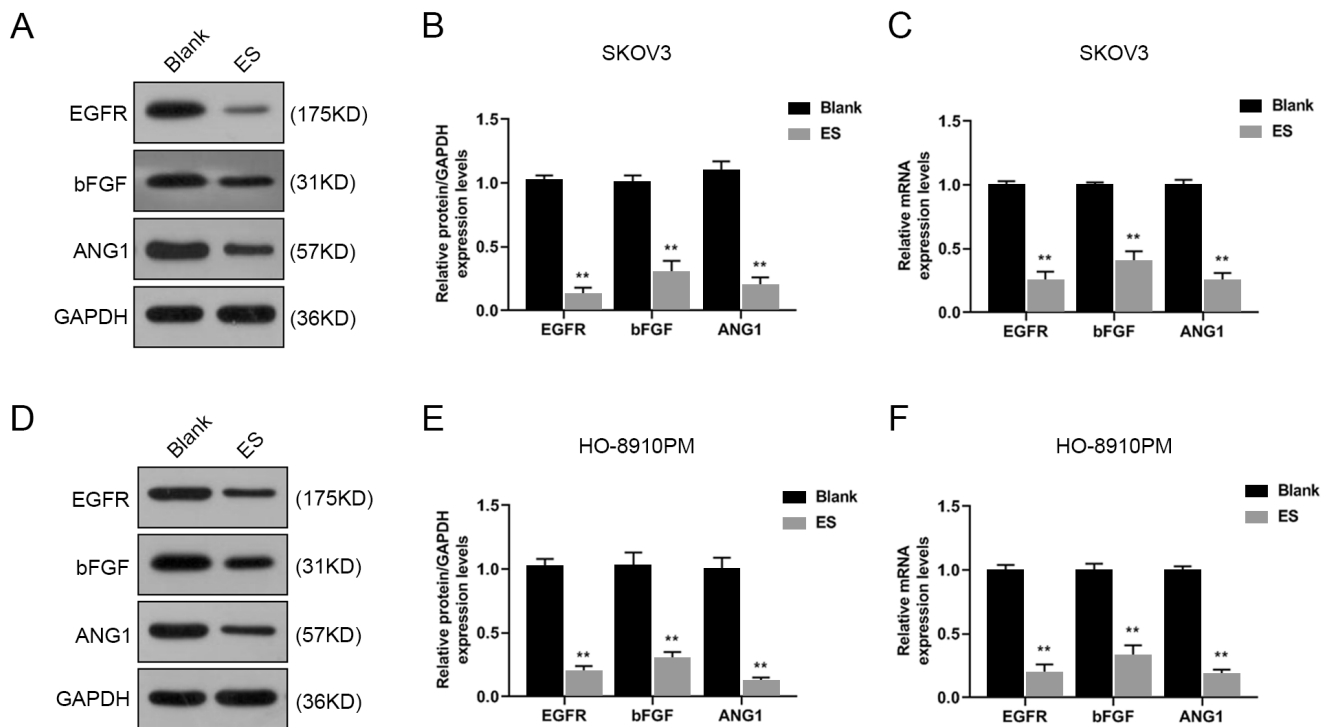 A
Blank ES
EGFR (175KD)
bFGF (31KD)
ANG1 (57KD)
GAPDH (36KD)
B
SKOV3
Blank
ES
Relative protein/GAPDH
expression levels
1.5
1.0
0.5
0.0
** ** **
EGFR bFGF ANG1
C
SKOV3
Blank
ES
Relative mRNA
expression levels
1.5
1.0
0.5
0.0
** ** **
EGFR bFGF ANG1
D
Blank ES
EGFR (175KD)
bFGF (31KD)
ANG1 (57KD)
GAPDH (36KD)
E
HO-8910PM
Blank
ES
Relative protein/GAPDH
expression levels
1.5
1.0
0.5
0.0
** ** **
EGFR bFGF ANG1
F
HO-8910PM
Blank
ES
Relative mRNA
expression levels
1.5
1.0
0.5
0.0
** ** **
EGFR bFGF ANG1